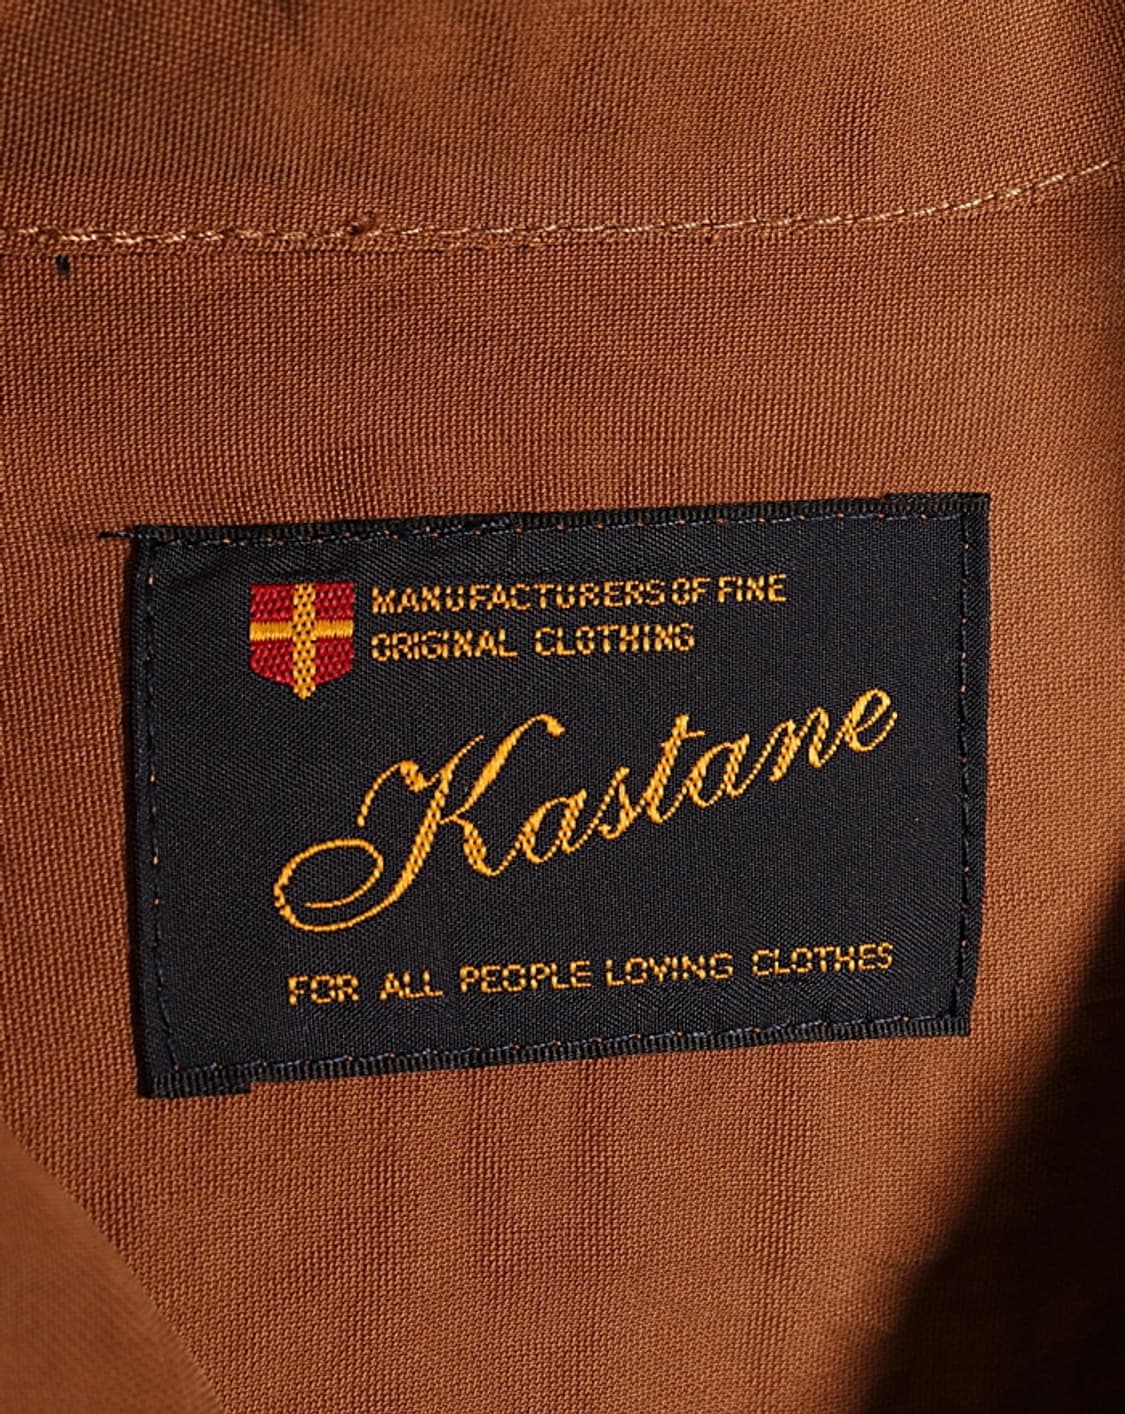 MANUFACTURERS OF FINE
ORIGINAL CLOTHING
Kastane
FOR ALL PEOPLE LOVING CLOTHES